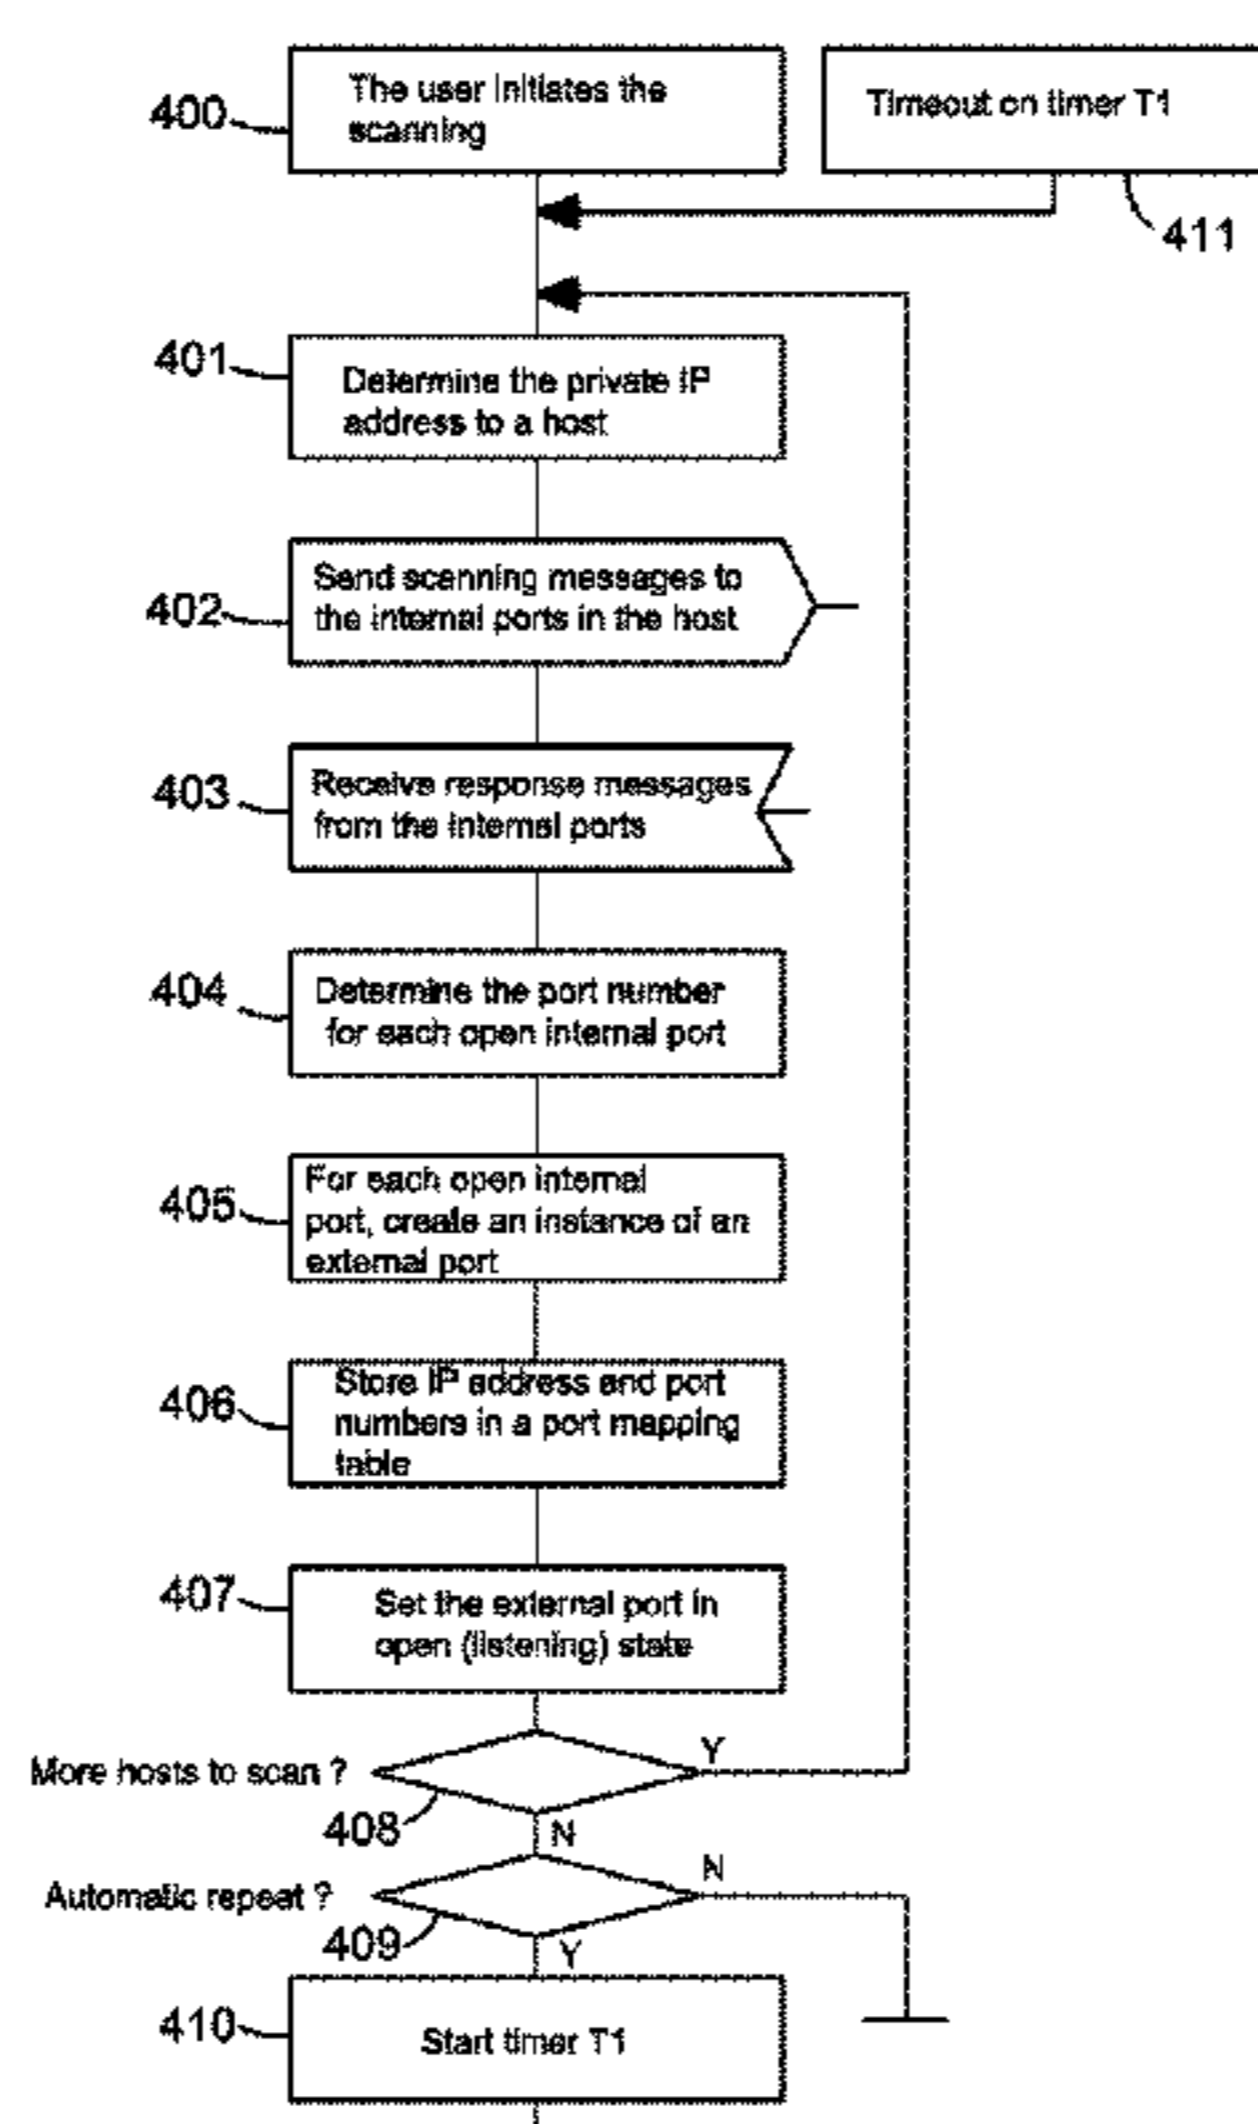 The user initiates the
scanning
400
Timeout on timer T1
411
401
Determine the private IP
address to a host
402
Send scanning messages to
the internal ports in the host
403
Receive response messages
from the internal ports
404
Determine the port number
for each open internal port
405
For each open internal
port, create an instance of an
external port
406
Store IP address and port
numbers in a port mapping
table
407
Set the external port in
open (listening) state
More hosts to scan ?
Y
408
N
Automatic repeat ?
N
409
Y
410
Start timer T1